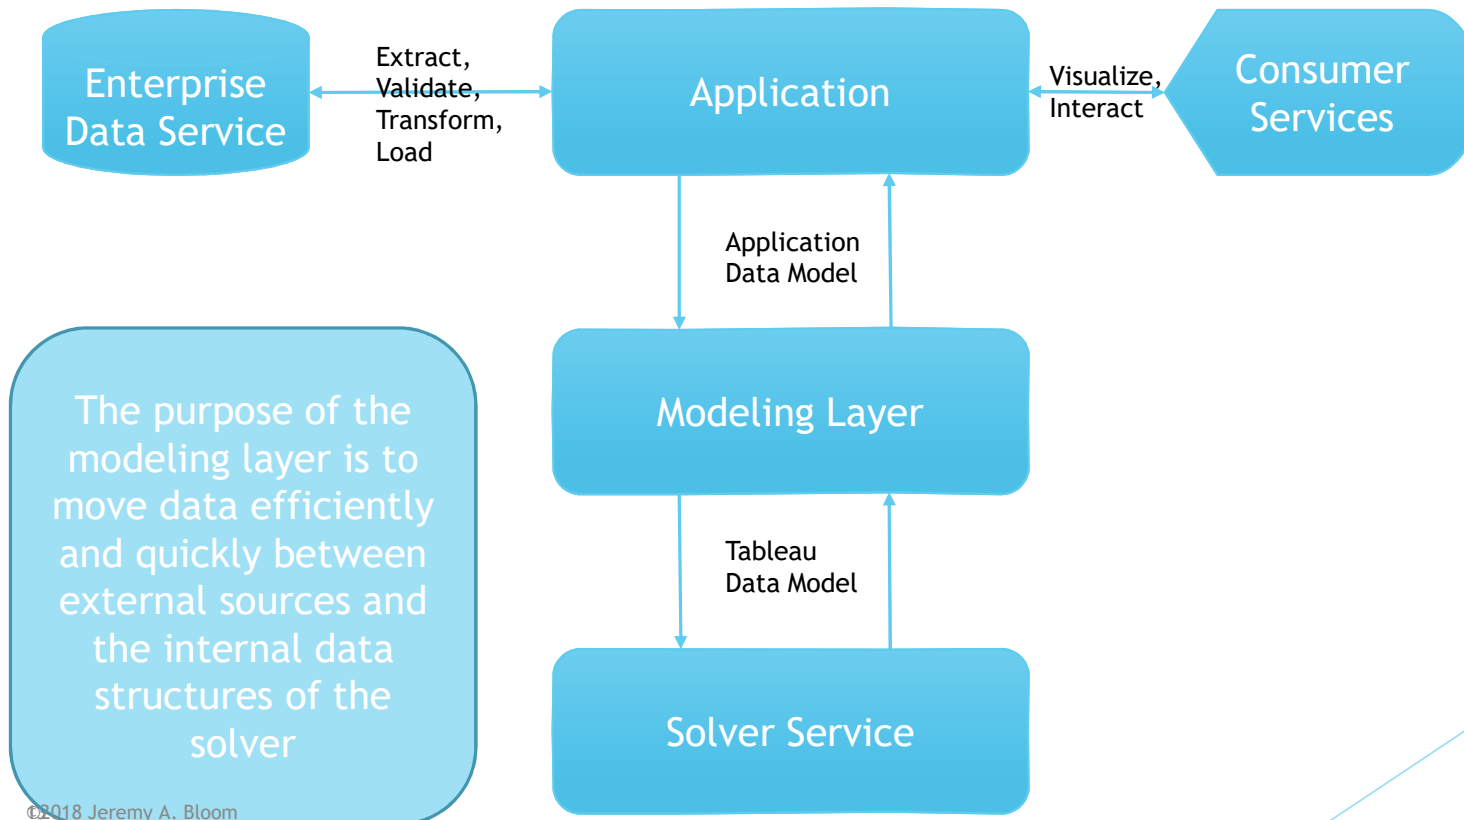 Enterprise
Data Service
Extract,
Validate,
Transform,
Load
Application
Visualize,
Interact
Consumer
Services
Application
Data Model
Modeling Layer
The purpose of the
modeling layer is to
move data efficiently
and quickly between
external sources and
the internal data
structures of the
solver
Tableau
Data Model
Solver Service
©2018 Jeremy A. Bloom